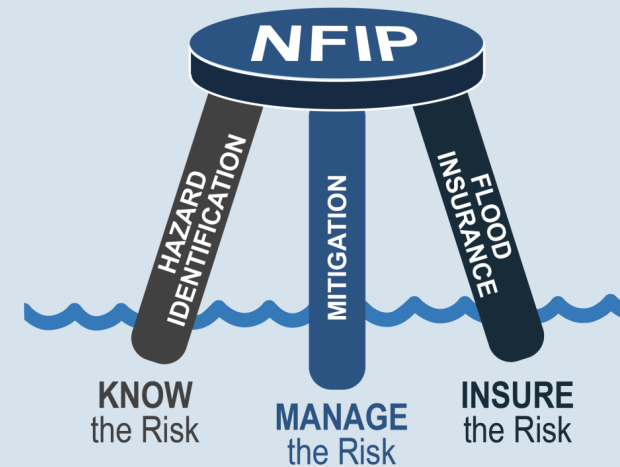 NFIP
HAZARD
IDENTIFICATION
MITIGATION
FLOOD
INSURANCE
KNOW
the Risk
MANAGE
the Risk
INSURE
the Risk